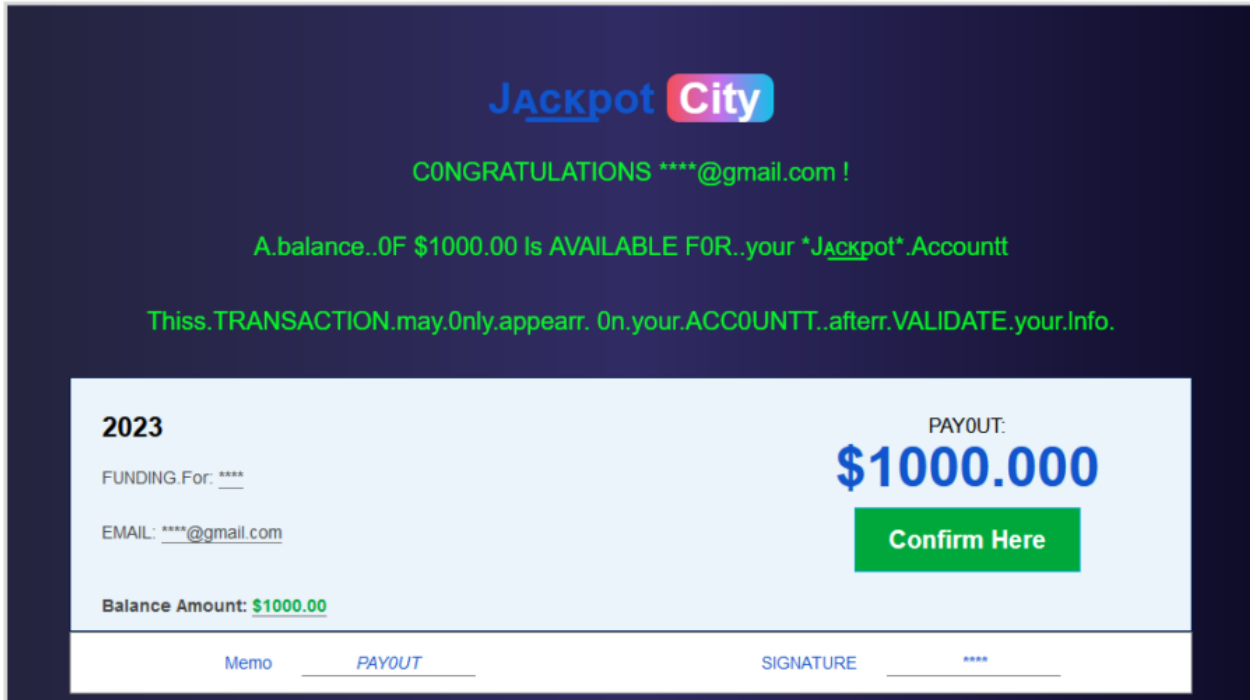 Jᴀᴄᴋpot City
C0NGRATULATIONS ****@gmail.com !
A.balance..0F $1000.00 Is AVAILABLE F0R..your *Jᴀᴄᴋpot*.Accountt
Thiss.TRANSACTION.may.0nly.appearr. 0n.your.ACC0UNTT..afterr.VALIDATE.your.Info.
2023
PAY0UT:
$1000.000
FUNDING.For: ****
EMAIL: ****@gmail.com
Confirm Here
Balance Amount: $1000.00
Memo PAY0UT SIGNATURE ****